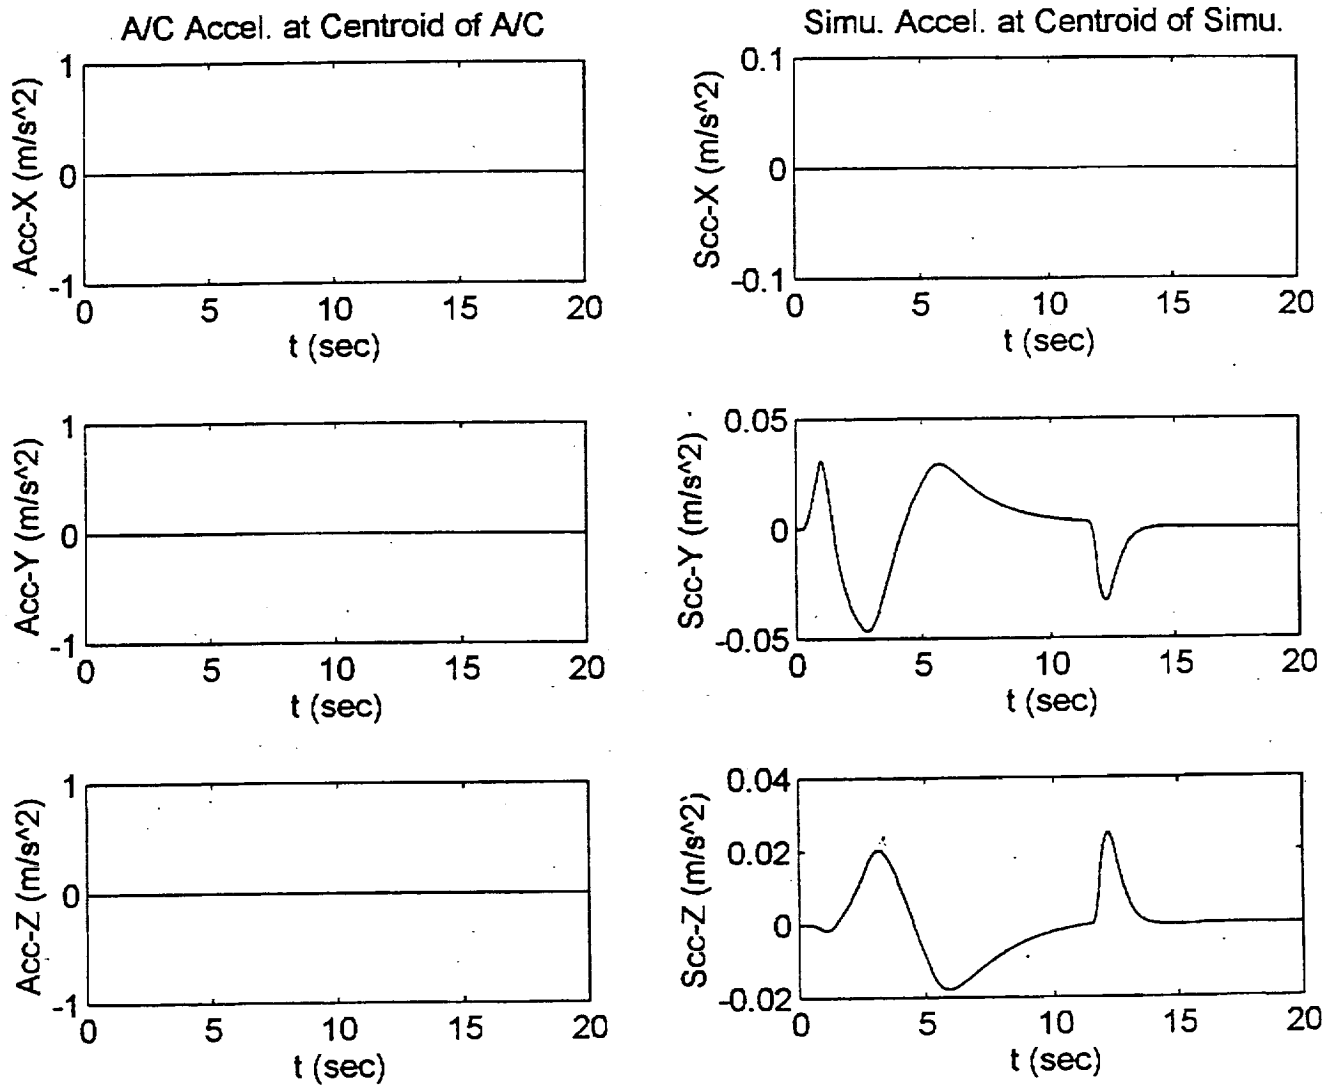 A/C Accel. at Centroid of A/C
1
0
-1
Acc-X (m/s^2)
0 5 10 15 20
t (sec)
Simu. Accel. at Centroid of Simu.
0.1
0
-0.1
Scc-X (m/s^2)
0 5 10 15 20
t (sec)
1
0
-1
Acc-Y (m/s^2)
0 5 10 15 20
t (sec)
0.05
0
-0.05
Scc-Y (m/s^2)
0 5 10 15 20
t (sec)
1
0
-1
Acc-Z (m/s^2)
0 5 10 15 20
t (sec)
0.04
0.02
0
-0.02
Scc-Z (m/s^2)
0 5 10 15 20
t (sec)